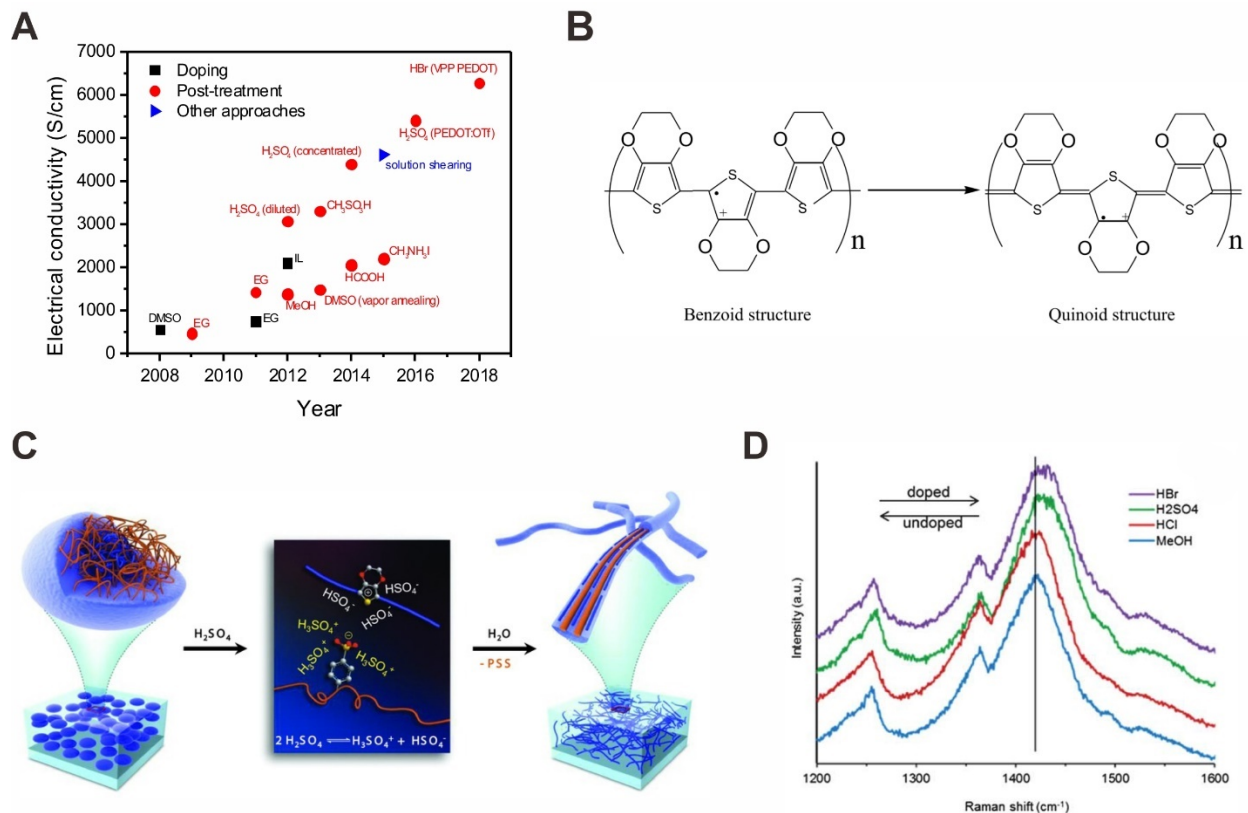 A
Electrical conductivity (S/cm)
7000
6000
5000
4000
3000
2000
1000
0
Doping
Post-treatment
Other approaches
HBr (VPP PEDOT)
H₂SO₄ (PEDOT:OTf)
H₂SO₄ (concentrated)
solution shearing
H₂SO₄ (diluted)
CH₃SO₃H
IL
CH₃NH₃I
HCOOH
EG
MeOH
DMSO (vapor annealing)
DMSO
EG
EG
2008 2010 2012 2014 2016 2018
Year
B
O O O O
S
S S
• +
O O
n
O O O O
S
S S
• +
O O
n
Benzoid structure
Quinoid structure
C
H₂SO₄
HSO₄⁻
HSO₄⁻
HSO₄⁻
H₃SO₄⁺
H₃SO₄⁺
H₃SO₄⁺
2 H₂SO₄ ⇌ H₃SO₄⁺ + HSO₄⁻
H₂O
- PSS
D
doped
undoped
HBr
H2SO4
HCl
MeOH
Intensity (a.u.)
1200 1300 1400 1500 1600
Raman shift (cm⁻¹)